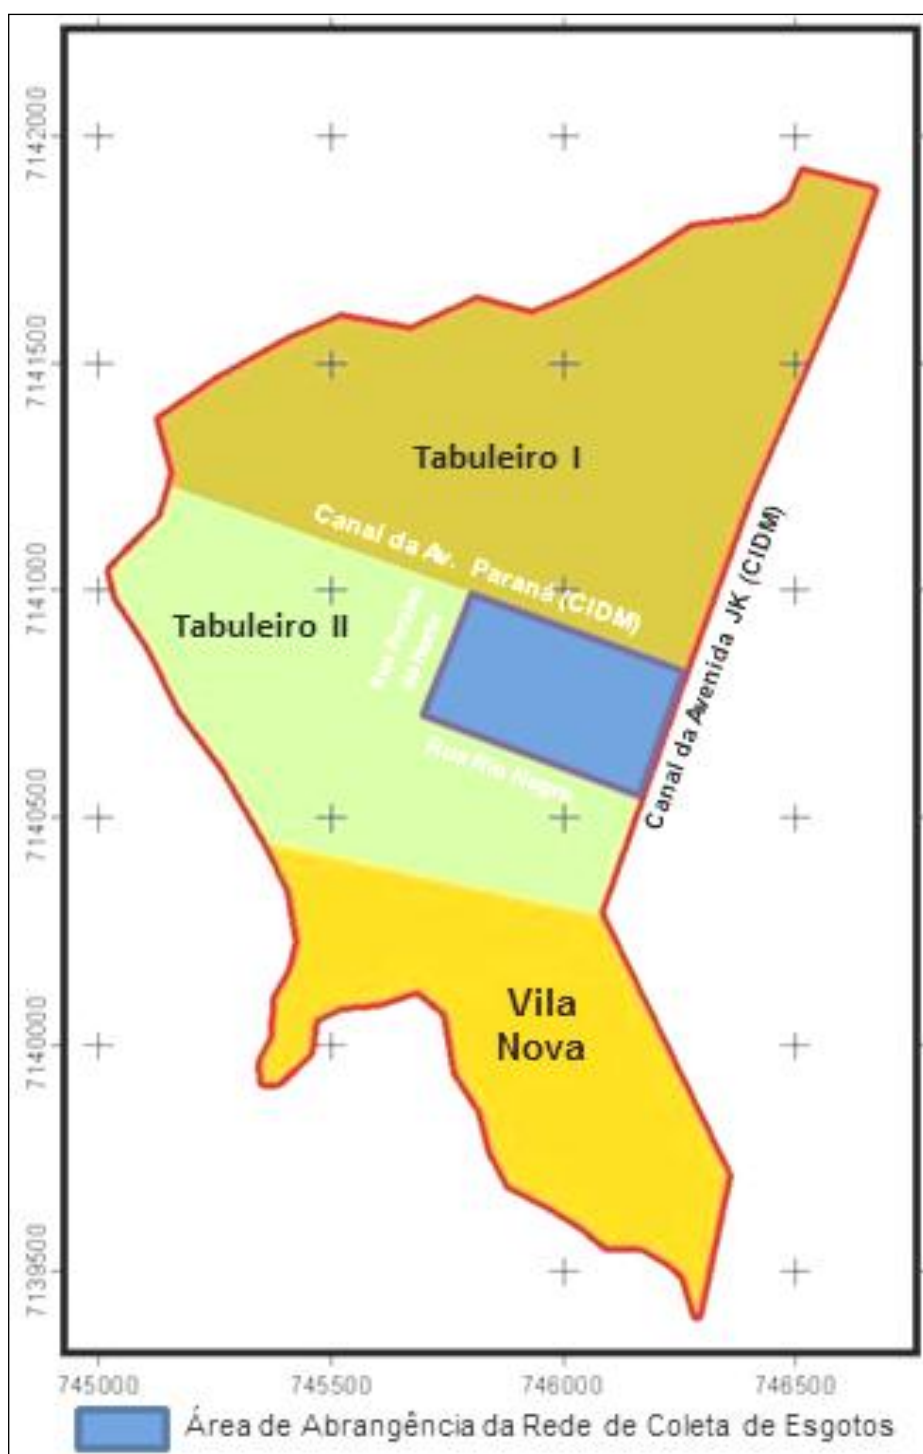 7142000
7141500
7141000
7140500
7140000
7139500
Tabuleiro I
Canal da Av. Paraná (CIDM)
Tabuleiro II
Rua
Rua Rio Negro
Canal da Avenida JK (CIDM)
Vila
Nova
745000
745500
746000
746500
Área de Abrangência da Rede de Coleta de Esgotos